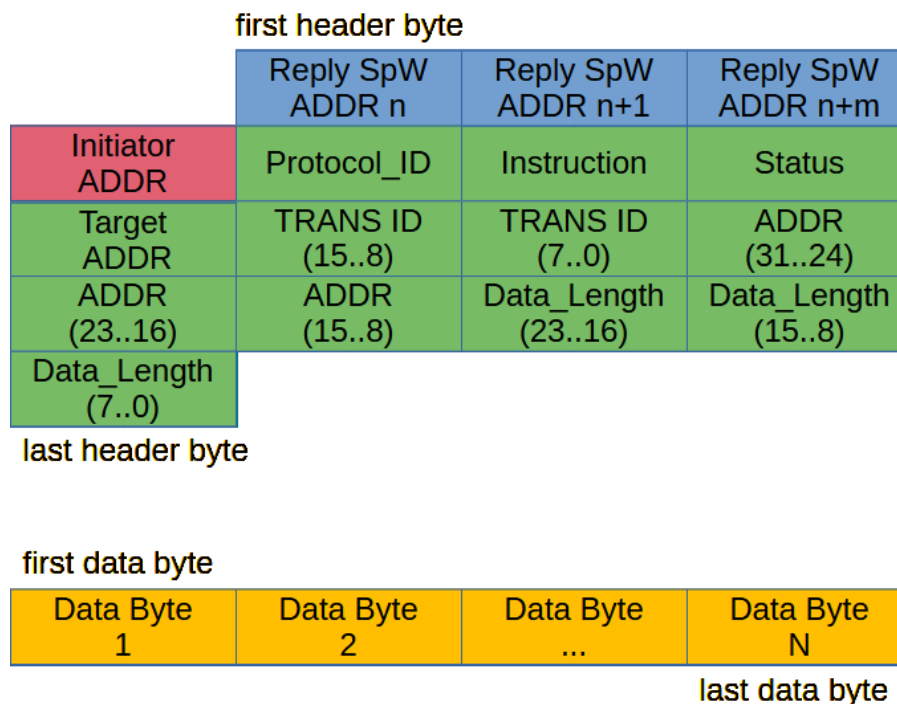 first header byte
Reply SpW
ADDR n
Reply SpW
ADDR n+1
Reply SpW
ADDR n+m
Initiator
ADDR
Protocol_ID
Instruction
Status
Target
ADDR
TRANS ID
(15..8)
TRANS ID
(7..0)
ADDR
(31..24)
ADDR
(23..16)
ADDR
(15..8)
Data_Length
(23..16)
Data_Length
(15..8)
Data_Length
(7..0)
last header byte
first data byte
Data Byte
1
Data Byte
2
Data Byte
...
Data Byte
N
last data byte